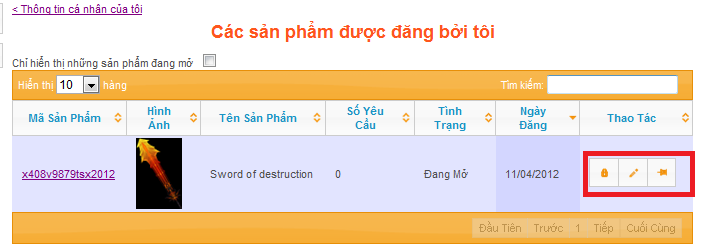 < Thông tin cá nhân của tôi
Các sản phẩm được đăng bởi tôi
Chỉ hiển thị những sản phẩm đang mở
Hiển thị 10 hàng Tìm kiếm:
Mã Sản Phẩm Hình Ảnh Tên Sản Phẩm Số Yêu Cầu Tình Trạng Ngày Đăng Thao Tác
x408v9879tsx2012 Sword of destruction 0 Đang Mở 11/04/2012
Đầu Tiên Trước 1 Tiếp Cuối Cùng